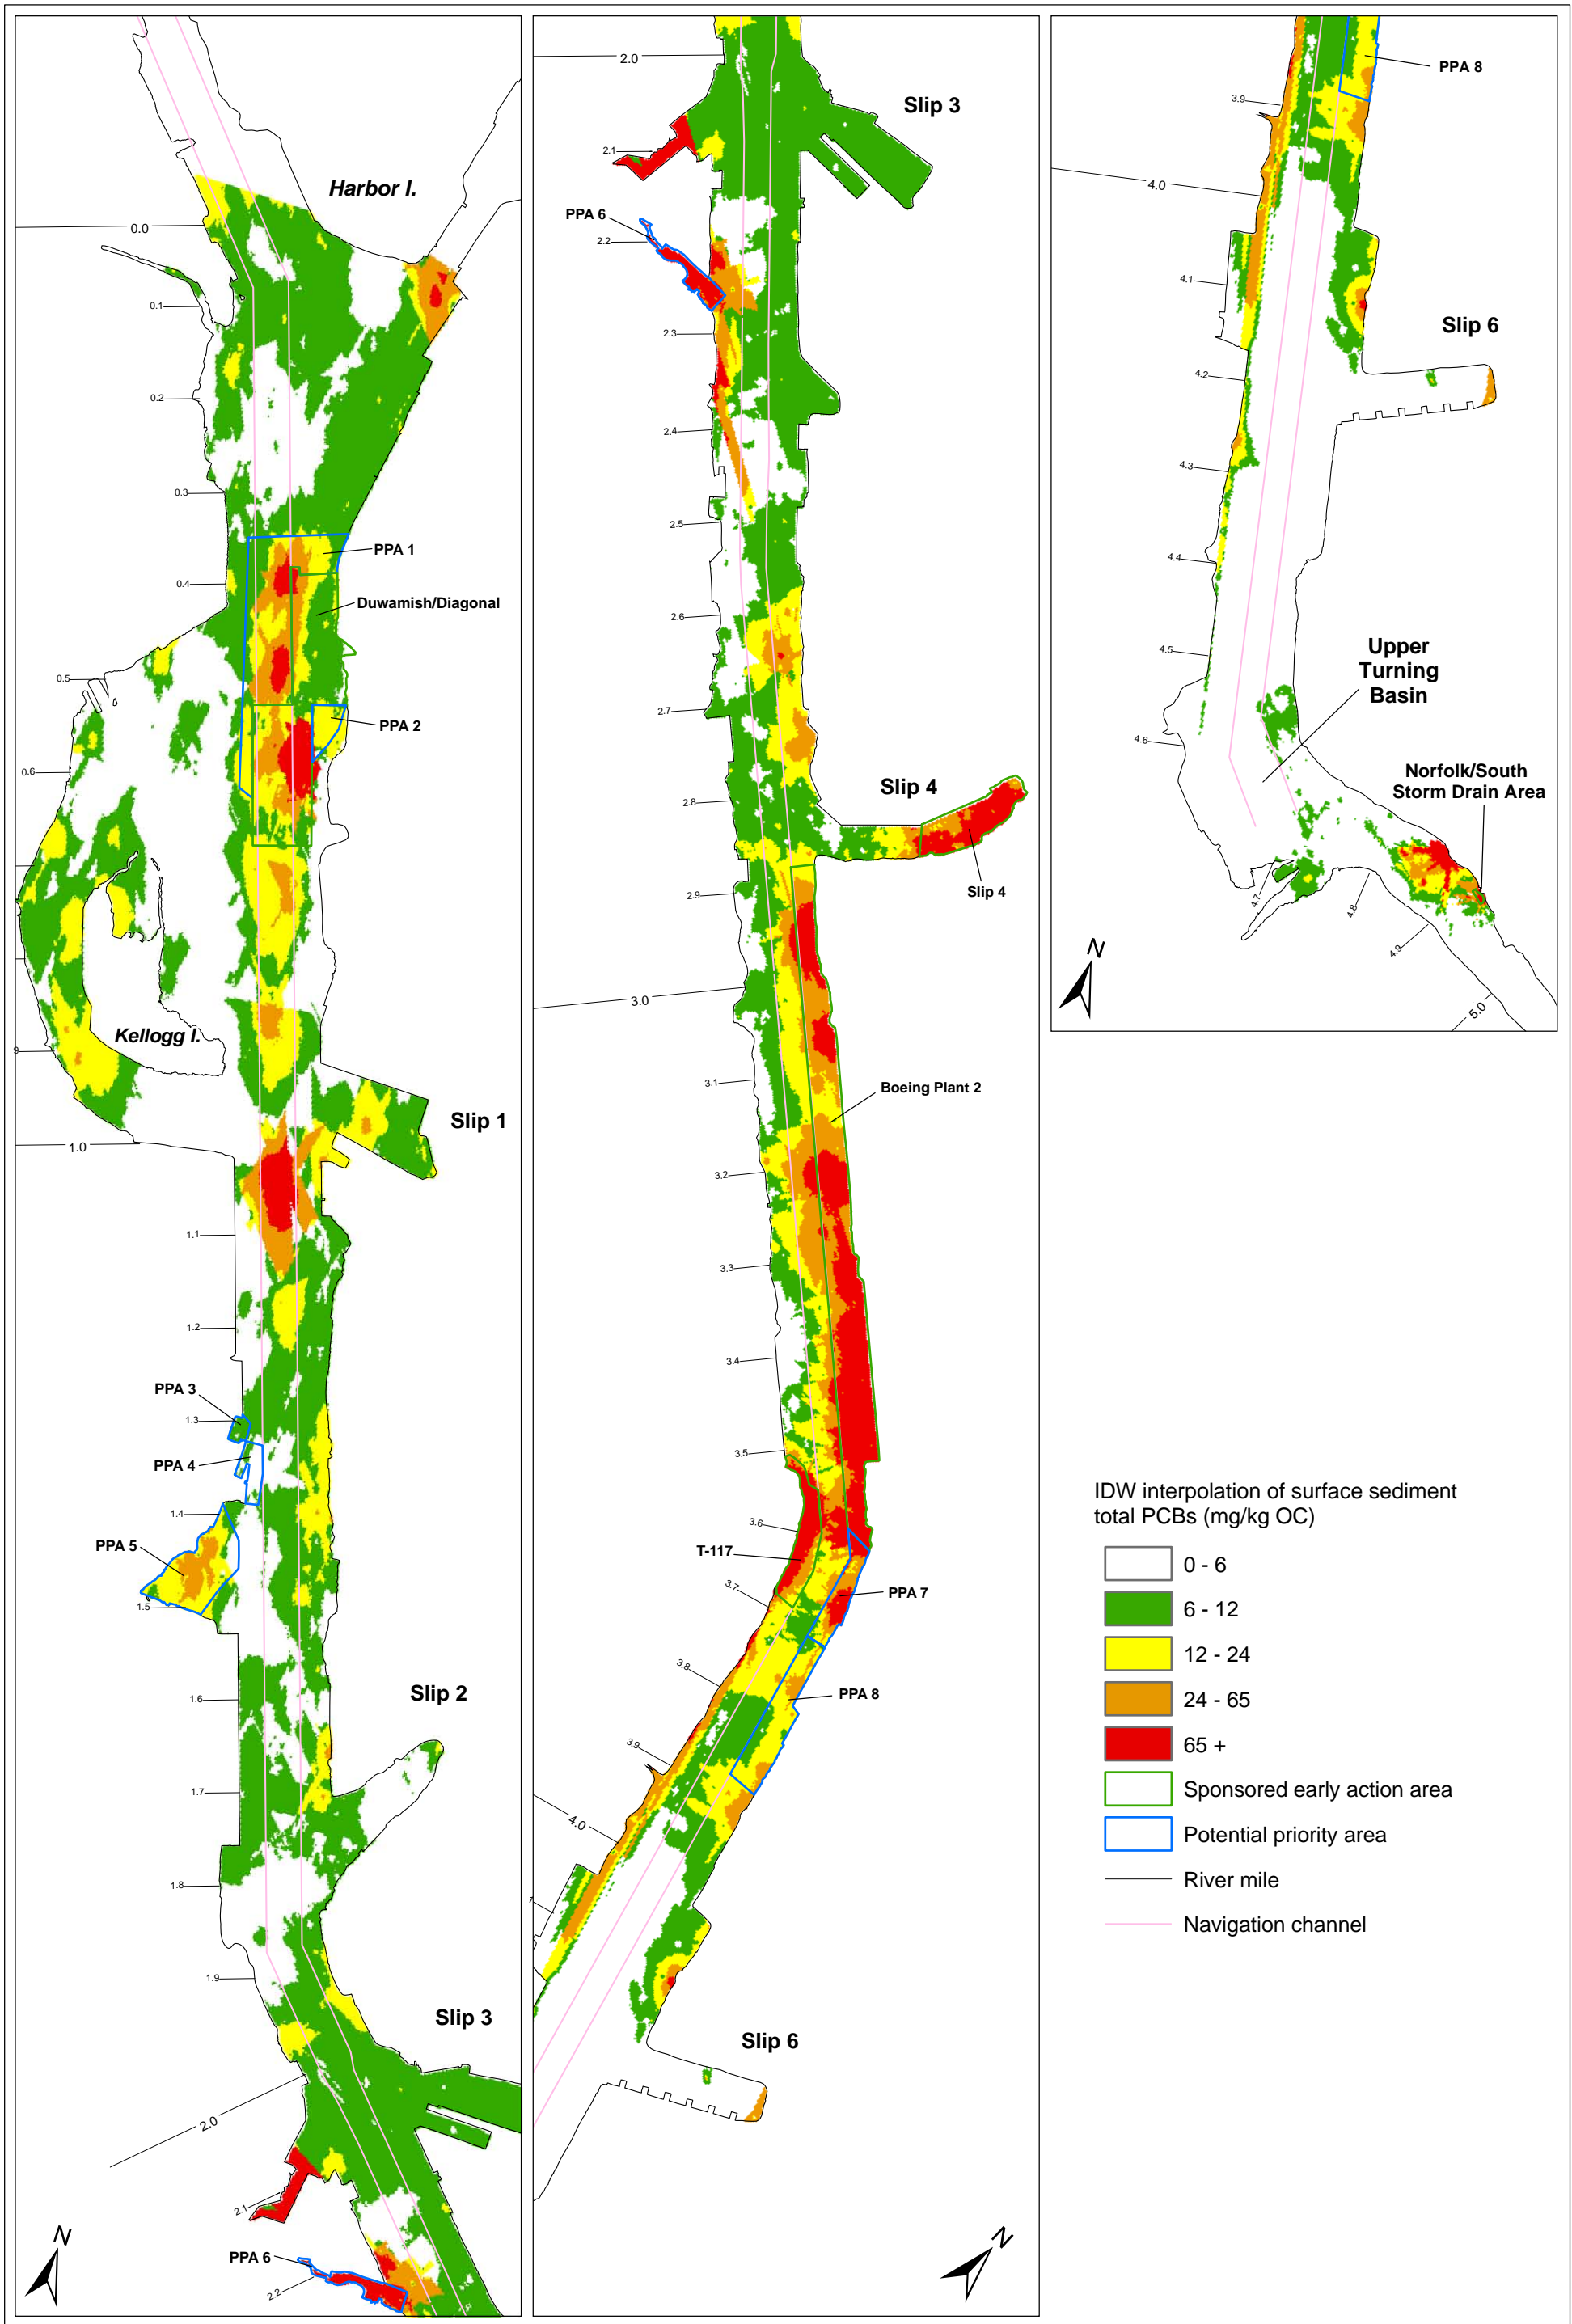 Harbor I.
0.0
0.1
0.2
0.3
PPA 1
0.4
Duwamish/Diagonal
0.5
PPA 2
0.6
Kellogg I.
9
Slip 1
1.0
1.1
1.2
PPA 3
1.3
PPA 4
1.4
PPA 5
1.5
Slip 2
1.6
1.7
1.8
1.9
Slip 3
2.0
2.1
PPA 6
2.2
N
2.0
Slip 3
2.1
PPA 6
2.2
2.3
2.4
2.5
2.6
2.7
Slip 4
2.8
Slip 4
2.9
3.0
3.1
Boeing Plant 2
3.2
3.3
3.4
3.5
3.6
T-117
PPA 7
3.7
3.8
PPA 8
3.9
4.0
Slip 6
N
PPA 8
3.9
4.0
4.1
Slip 6
4.2
4.3
4.4
4.5
Upper
Turning
Basin
4.6
Norfolk/South
Storm Drain Area
4.7
4.8
4.9
5.0
N
IDW interpolation of surface sediment
total PCBs (mg/kg OC)
0 - 6
6 - 12
12 - 24
24 - 65
65 +
Sponsored early action area
Potential priority area
River mile
Navigation channel